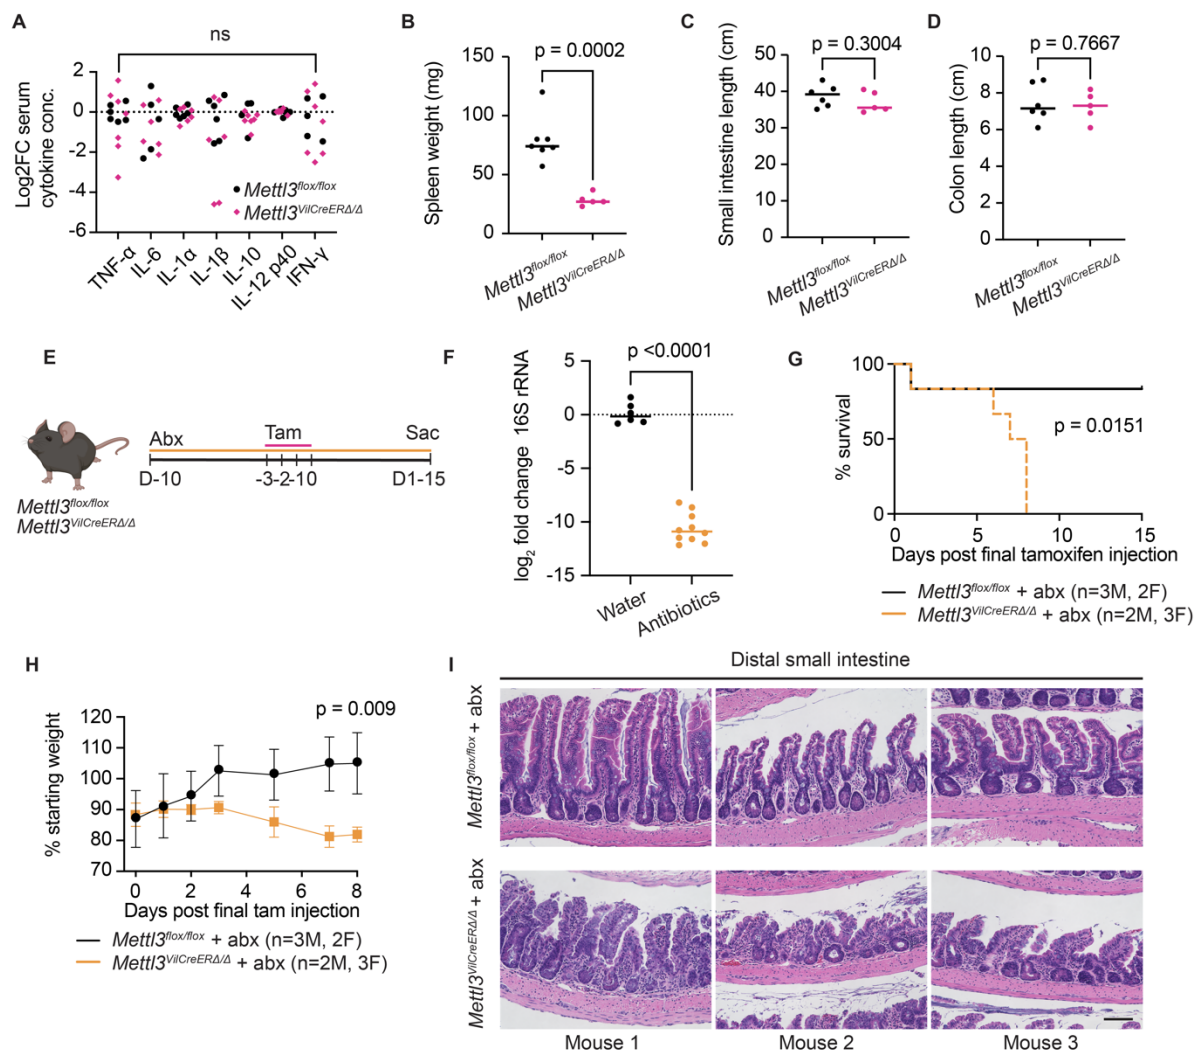 A
ns
Log2FC serum
cytokine conc.
2
0
-2
-4
-6
Mettl3flox/flox
Mettl3VilCreERΔ/Δ
TNF-α
IL-6
IL-1α
IL-1β
IL-10
IL-12 p40
IFN-γ
B
p = 0.0002
Spleen weight (mg)
150
100
50
0
Mettl3flox/flox
Mettl3VilCreERΔ/Δ
C
p = 0.3004
Small intestine length (cm)
50
40
30
20
10
0
Mettl3flox/flox
Mettl3VilCreERΔ/Δ
D
p = 0.7667
Colon length (cm)
10
8
6
4
2
0
Mettl3flox/flox
Mettl3VilCreERΔ/Δ
E
Abx
Tam
Sac
D-10
-3-2-10
D1-15
Mettl3flox/flox
Mettl3VilCreERΔ/Δ
F
p <0.0001
log2 fold change 16S rRNA
5
0
-5
-10
-15
Water
Antibiotics
G
% survival
100
50
0
p = 0.0151
0 5 10 15
Days post final tamoxifen injection
Mettl3flox/flox + abx (n=3M, 2F)
Mettl3VilCreERΔ/Δ + abx (n=2M, 3F)
H
p = 0.009
% starting weight
120
110
100
90
80
70
0 2 4 6 8
Days post final tam injection
Mettl3flox/flox + abx (n=3M, 2F)
Mettl3VilCreERΔ/Δ + abx (n=2M, 3F)
I
Distal small intestine
Mettl3flox/flox + abx
Mettl3VilCreERΔ/Δ + abx
Mouse 1
Mouse 2
Mouse 3